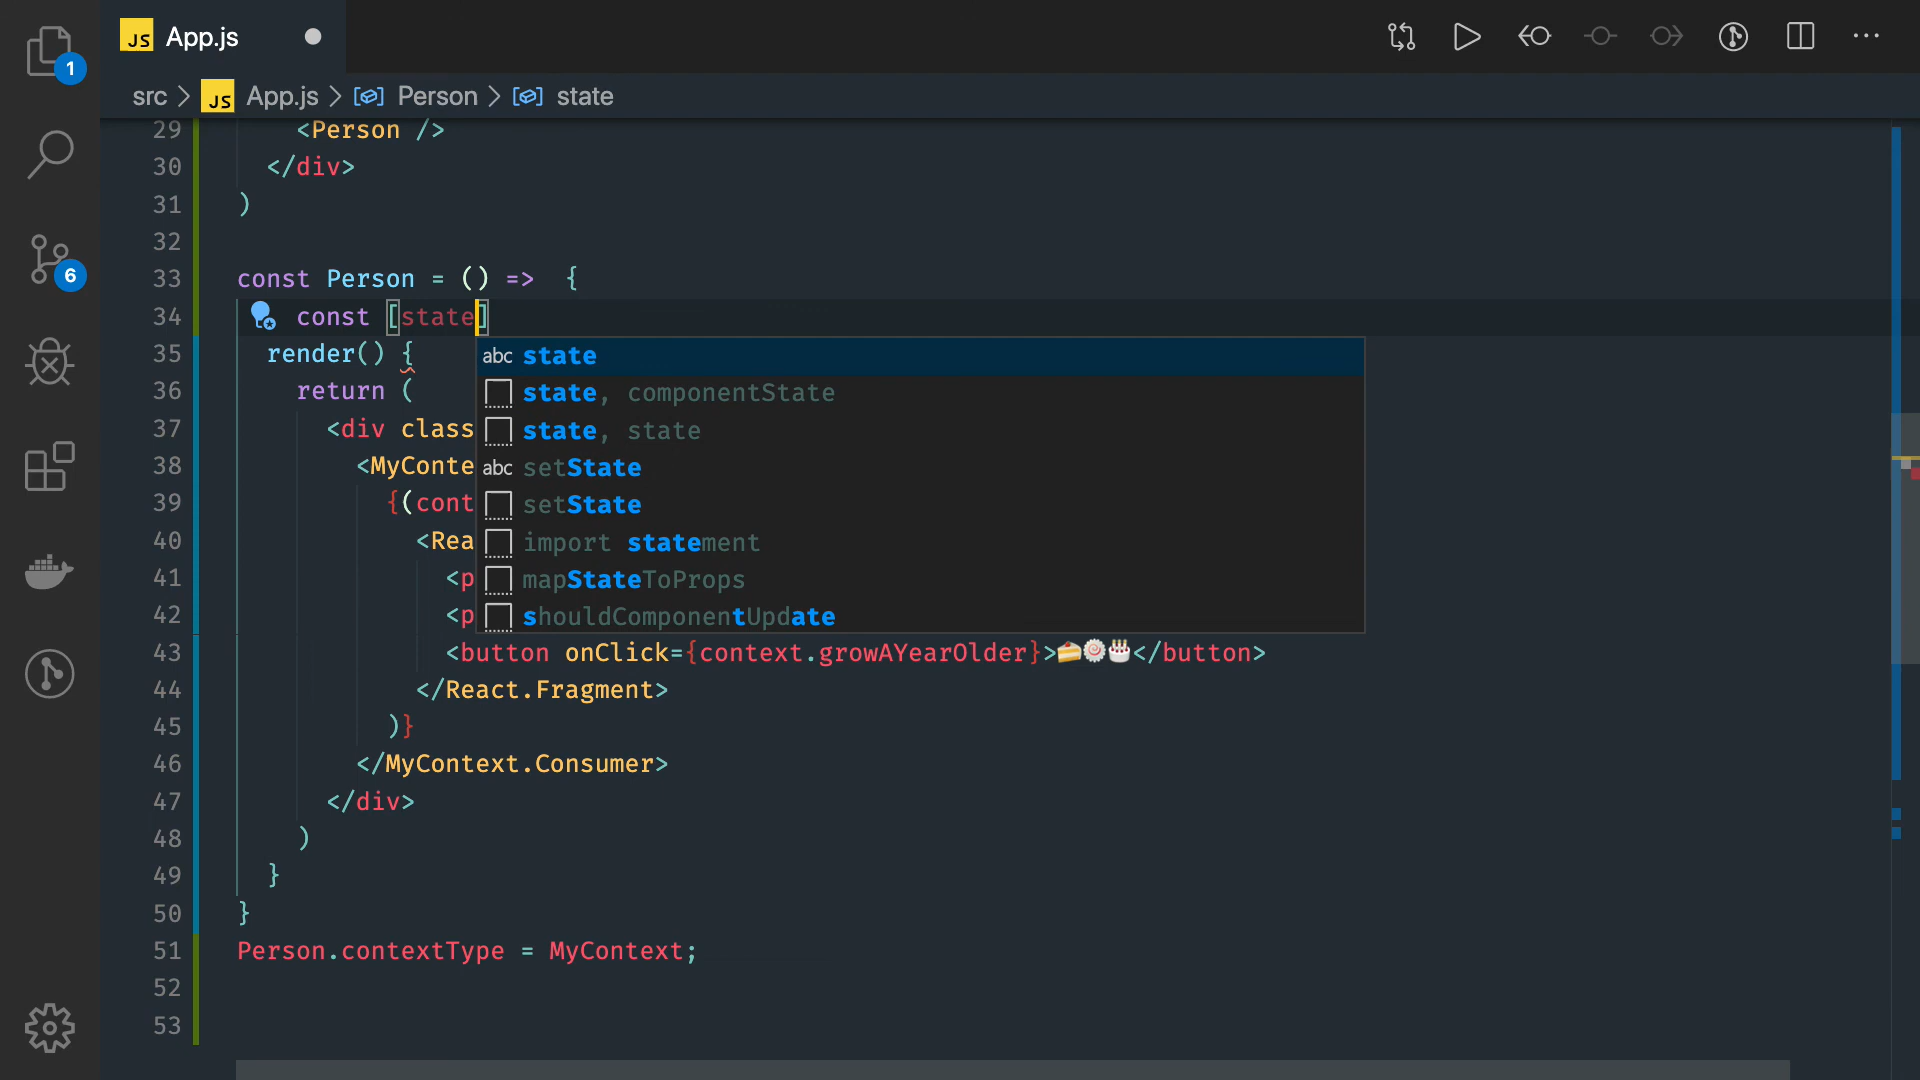 JS App.js
src > JS App.js > Person > state
1
6
29 <Person />
30 </div>
31 )
32
33 const Person = () => {
34 const [state]
35 render() {
36 return (
37 <div class
38 <MyConte
39 {(cont
40 <Rea
41 <p
42 <p
43 <button onClick={context.growAYearOlder}>🍰🍥🎂</button>
44 </React.Fragment>
45 )}
46 </MyContext.Consumer>
47 </div>
48 )
49 }
50 }
51 Person.contextType = MyContext;
52
53
abc state
state, componentState
state, state
abc setState
setState
import statement
mapStateToProps
shouldComponentUpdate